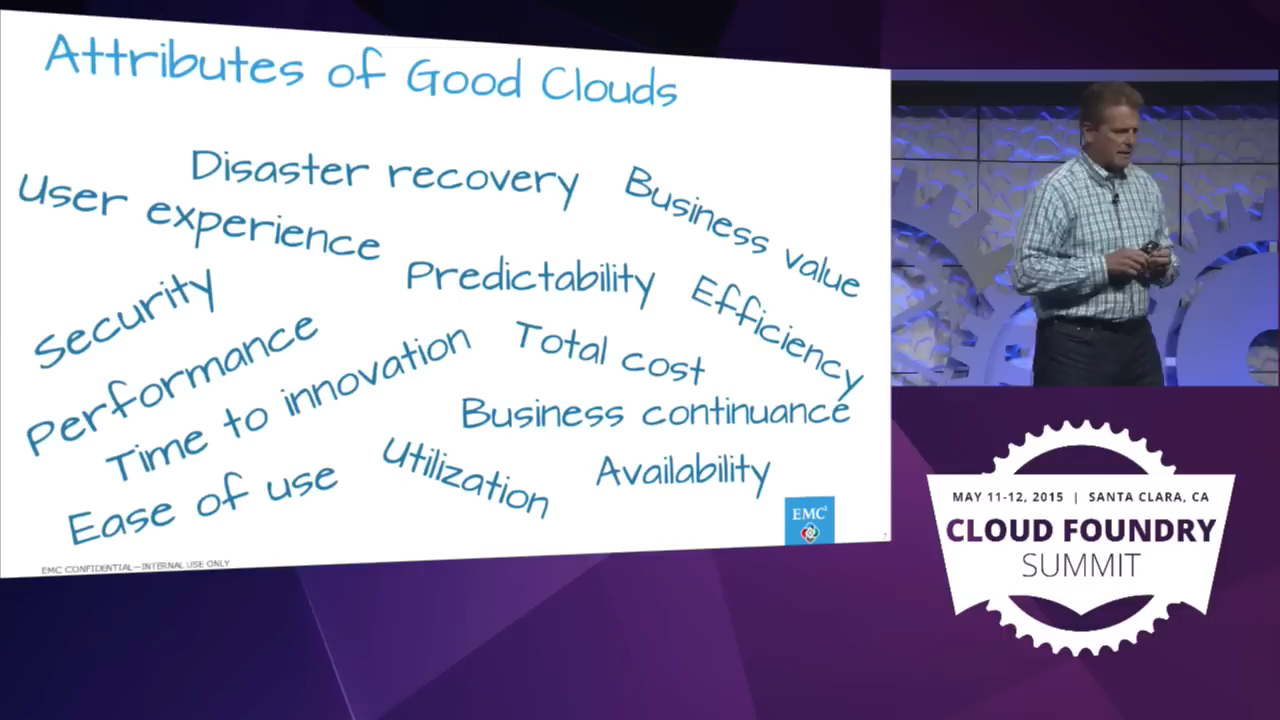 Attributes of Good Clouds
Disaster recovery
Business value
User experience
Predictability
Efficiency
Security
Total cost
Performance
Time to innovation
Business continuance
Utilization
Availability
Ease of use
EMC²
EMC CONFIDENTIAL—INTERNAL USE ONLY
7
MAY 11-12, 2015 | SANTA CLARA, CA
CLOUD FOUNDRY
SUMMIT